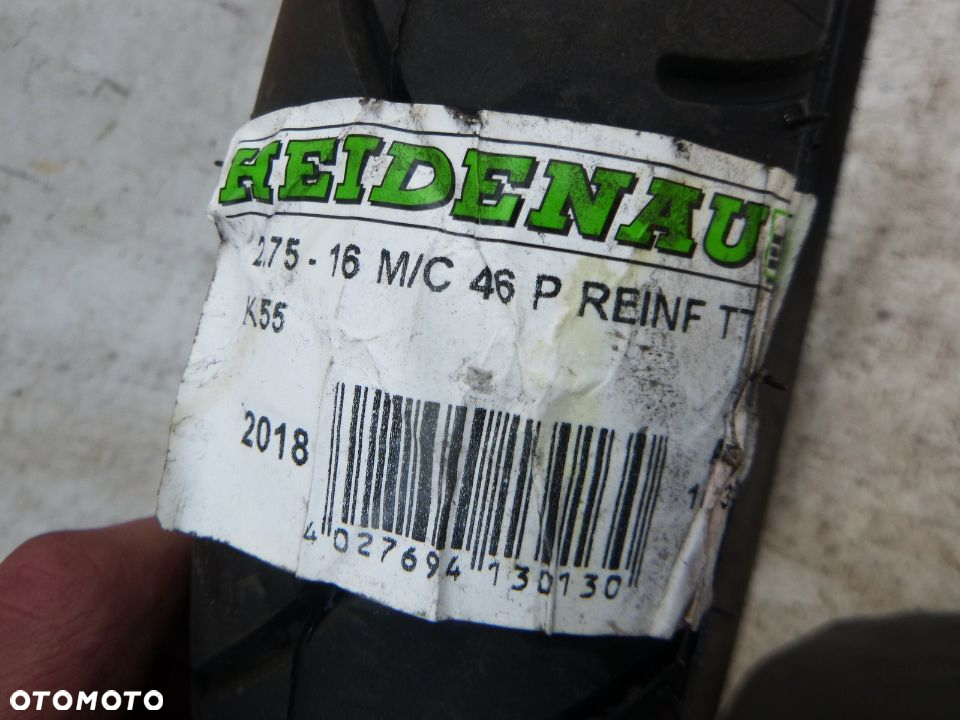 HEIDENAU
2.75 - 16 M/C 46 P REINF TT
K55
2018
4 027694 130130
OTOMOTO